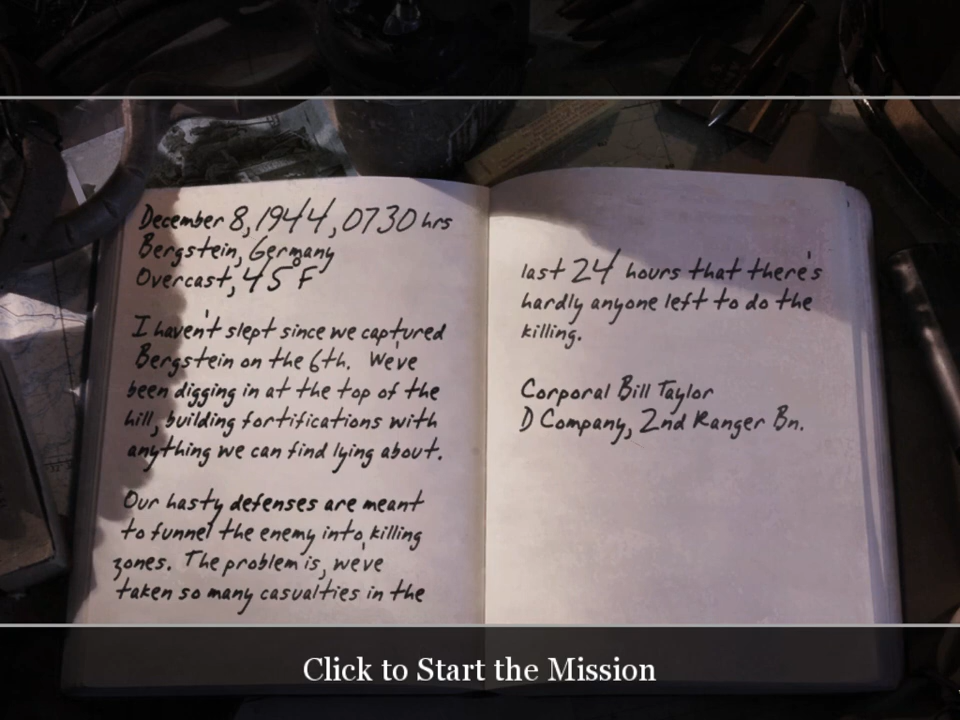 December 8, 1944, 0730 hrs
Bergstein, Germany
Overcast, 45° F
I haven't slept since we captured
Bergstein on the 6th. We've
been digging in at the top of the
hill, building fortifications with
anything we can find lying about.
Our hasty defenses are meant
to funnel the enemy into killing
zones. The problem is, we've
taken so many casualties in the
last 24 hours that there's
hardly anyone left to do the
killing.
Corporal Bill Taylor
D Company, 2nd Ranger Bn.
Click to Start the Mission